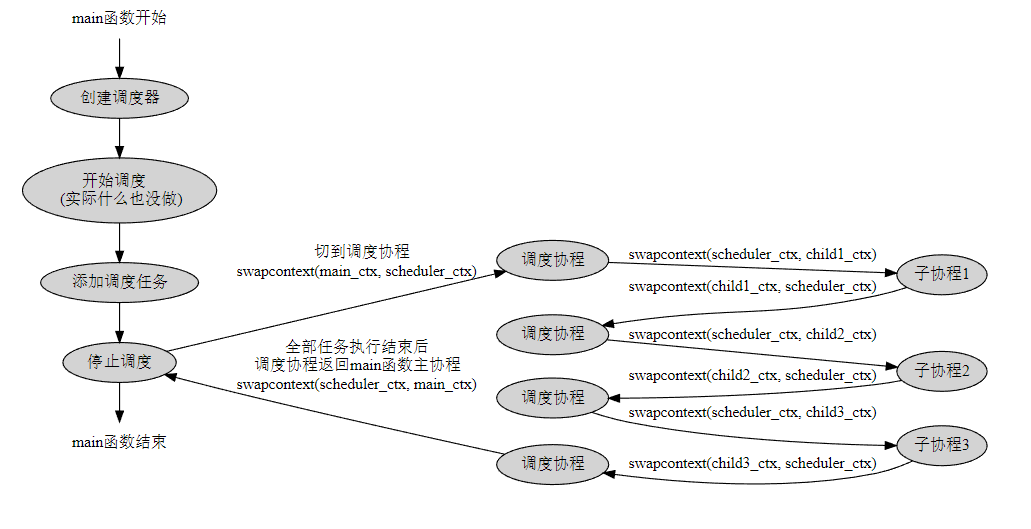 main函数开始
创建调度器
开始调度
(实际什么也没做)
添加调度任务
停止调度
main函数结束
切到调度协程
swapcontext(main_ctx, scheduler_ctx)
全部任务执行结束后
调度协程返回main函数主协程
swapcontext(scheduler_ctx, main_ctx)
调度协程
swapcontext(scheduler_ctx, child1_ctx)
子协程1
swapcontext(child1_ctx, scheduler_ctx)
调度协程
swapcontext(scheduler_ctx, child2_ctx)
子协程2
swapcontext(child2_ctx, scheduler_ctx)
调度协程
swapcontext(scheduler_ctx, child3_ctx)
子协程3
swapcontext(child3_ctx, scheduler_ctx)
调度协程